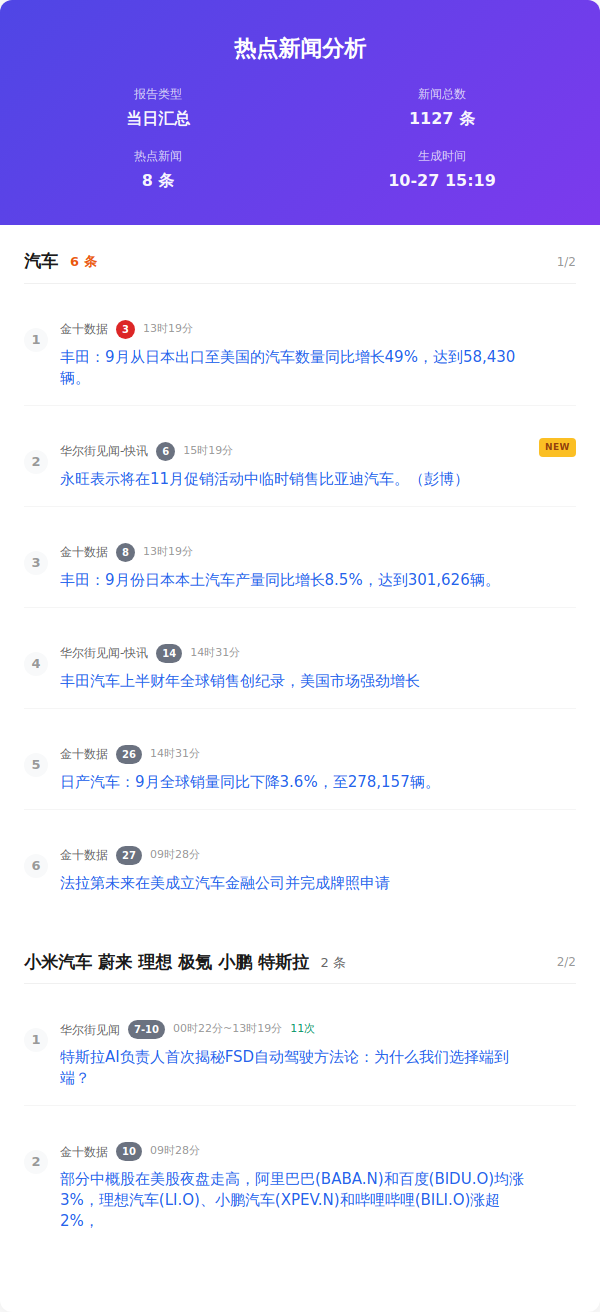 热点新闻分析
报告类型
当日汇总
新闻总数
1127 条
热点新闻
8 条
生成时间
10-27 15:19
汽车 6 条 1/2
1
金十数据 3 13时19分
丰田：9月从日本出口至美国的汽车数量同比增长49%，达到58,430
辆。
2
华尔街见闻-快讯 6 15时19分 NEW
永旺表示将在11月促销活动中临时销售比亚迪汽车。（彭博）
3
金十数据 8 13时19分
丰田：9月份日本本土汽车产量同比增长8.5%，达到301,626辆。
4
华尔街见闻-快讯 14 14时31分
丰田汽车上半财年全球销售创纪录，美国市场强劲增长
5
金十数据 26 14时31分
日产汽车：9月全球销量同比下降3.6%，至278,157辆。
6
金十数据 27 09时28分
法拉第未来在美成立汽车金融公司并完成牌照申请
小米汽车 蔚来 理想 极氪 小鹏 特斯拉 2 条 2/2
1
华尔街见闻 7-10 00时22分~13时19分 11次
特斯拉AI负责人首次揭秘FSD自动驾驶方法论：为什么我们选择端到
端？
2
金十数据 10 09时28分
部分中概股在美股夜盘走高，阿里巴巴(BABA.N)和百度(BIDU.O)均涨
3%，理想汽车(LI.O)、小鹏汽车(XPEV.N)和哔哩哔哩(BILI.O)涨超
2%，